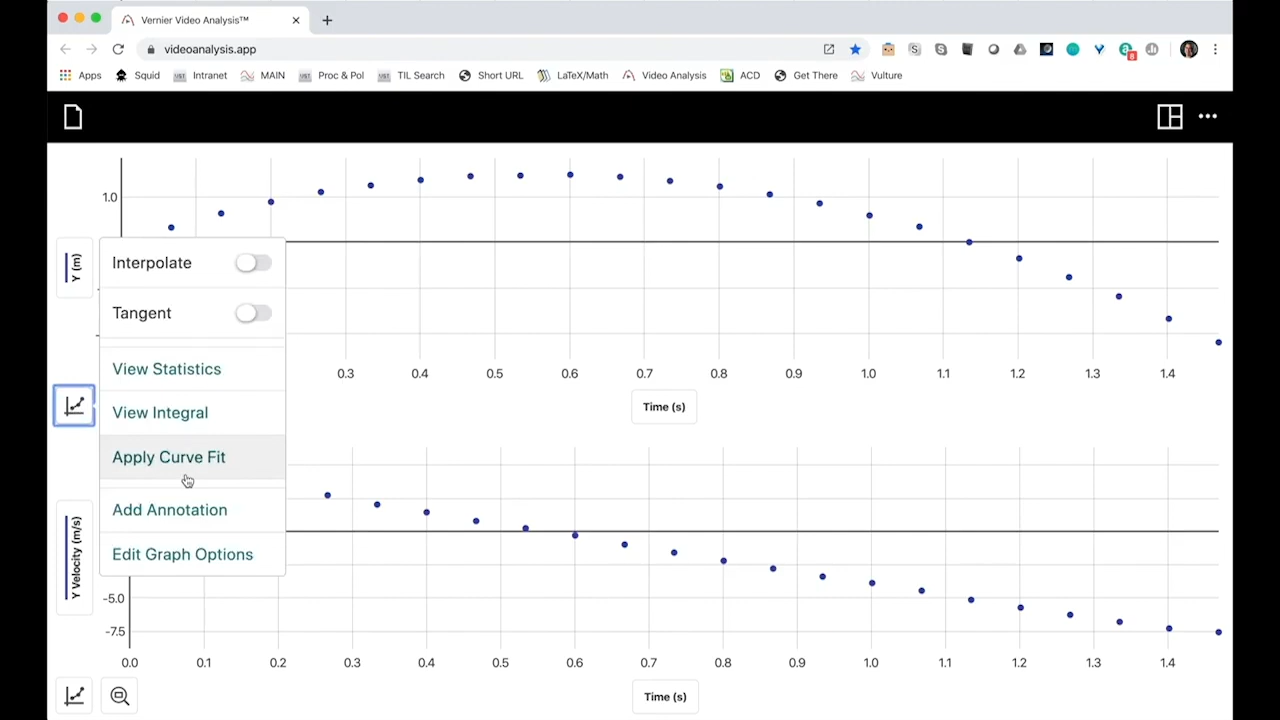 Vernier Video Analysis™
videoanalysis.app
Apps Squid Intranet MAIN Proc & Pol TIL Search Short URL LaTeX/Math Video Analysis ACD Get There Vulture
1.0
Y (m)
Interpolate
Tangent
View Statistics
View Integral
Apply Curve Fit
Add Annotation
Edit Graph Options
0.3 0.4 0.5 0.6 0.7 0.8 0.9 1.0 1.1 1.2 1.3 1.4
Time (s)
Y Velocity (m/s)
-5.0
-7.5
0.0 0.1 0.2 0.3 0.4 0.5 0.6 0.7 0.8 0.9 1.0 1.1 1.2 1.3 1.4
Time (s)